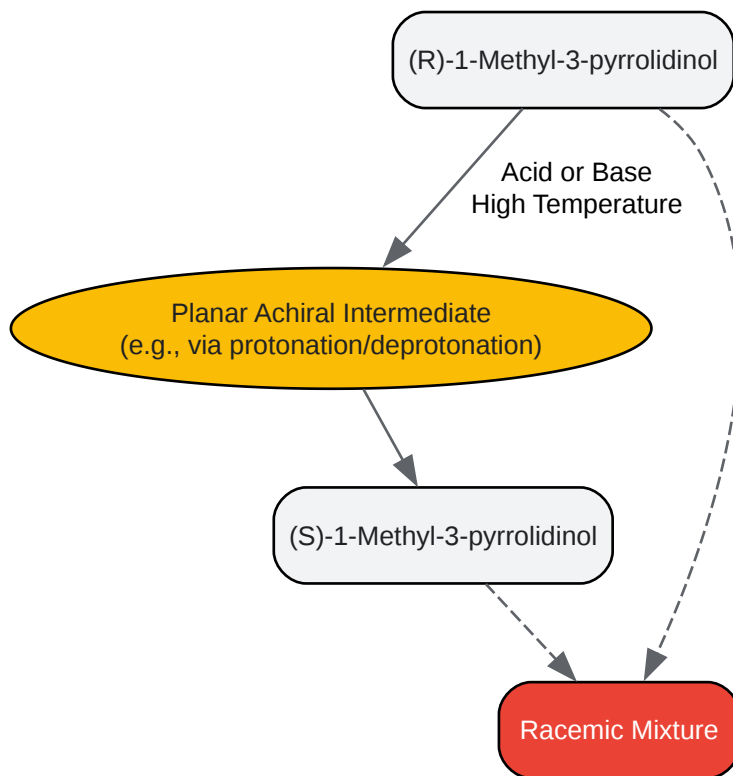 (R)-1-Methyl-3-pyrrolidinol
Acid or Base
High Temperature
Planar Achiral Intermediate
(e.g., via protonation/deprotonation)
(S)-1-Methyl-3-pyrrolidinol
Racemic Mixture